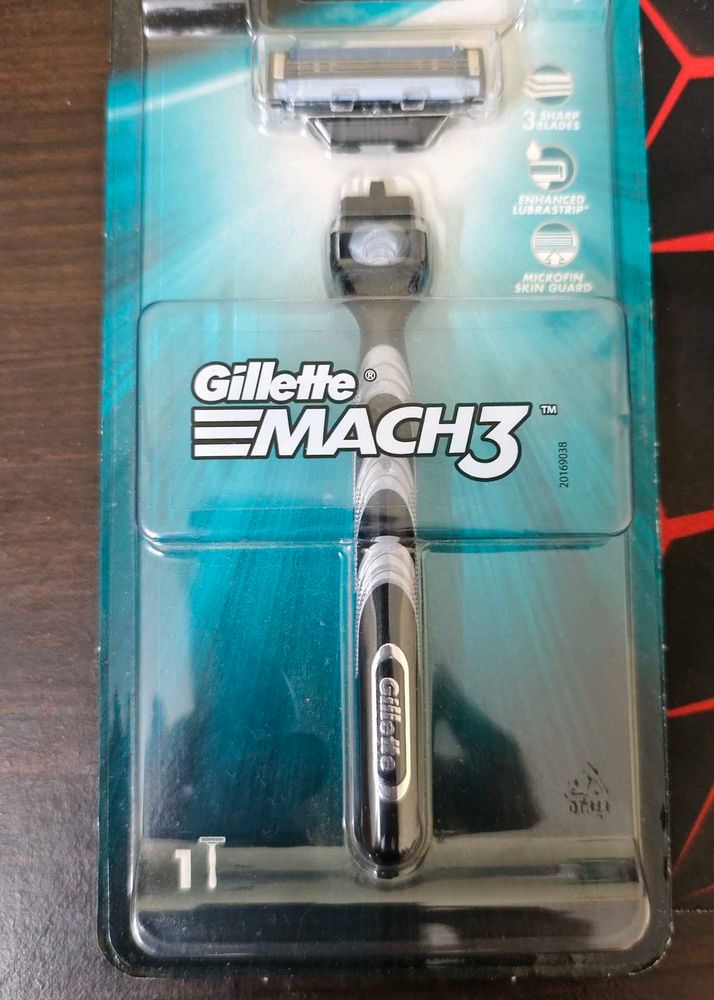 3 SHARP
BLADES
ENHANCED
LUBRASTRIP+
MICROFIN
SKIN GUARD
Gillette®
MACH3™
20169038
Gillette
1